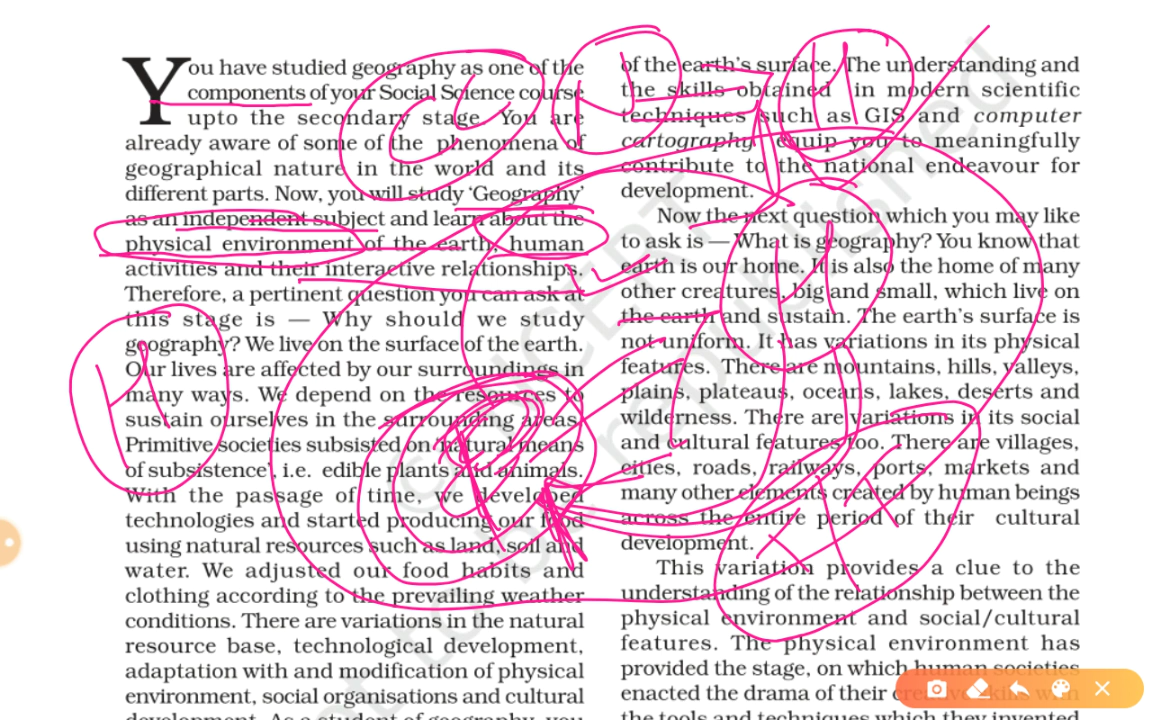 You have studied geography as one of the
components of your Social Science course
upto the secondary stage. You are
already aware of some of the phenomena of
geographical nature in the world and its
different parts. Now, you will study 'Geography'
as an independent subject and learn about the
physical environment of the earth, human
activities and their interactive relationships.
Therefore, a pertinent question you can ask at
this stage is — Why should we study
geography? We live on the surface of the earth.
Our lives are affected by our surroundings in
many ways. We depend on the resources to
sustain ourselves in the surrounding areas.
Primitive societies subsisted on 'natural means
of subsistence', i.e. edible plants and animals.
With the passage of time, we developed
technologies and started producing our food
using natural resources such as land, soil and
water. We adjusted our food habits and
clothing according to the prevailing weather
conditions. There are variations in the natural
resource base, technological development,
adaptation with and modification of physical
environment, social organisations and cultural
development. As a student of geography, you
of the earth's surface. The understanding and
the skills obtained in modern scientific
techniques such as GIS and computer
cartography equip you to meaningfully
contribute to the national endeavour for
development.
Now the next question which you may like
to ask is — What is geography? You know that
earth is our home. It is also the home of many
other creatures, big and small, which live on
the earth and sustain. The earth's surface is
not uniform. It has variations in its physical
features. There are mountains, hills, valleys,
plains, plateaus, oceans, lakes, deserts and
wilderness. There are variations in its social
and cultural features too. There are villages,
cities, roads, railways, ports, markets and
many other elements created by human beings
across the entire period of their cultural
development.
This variation provides a clue to the
understanding of the relationship between the
physical environment and social/cultural
features. The physical environment has
provided the stage, on which human societies
enacted the drama of their
the tools and techniques which they invented